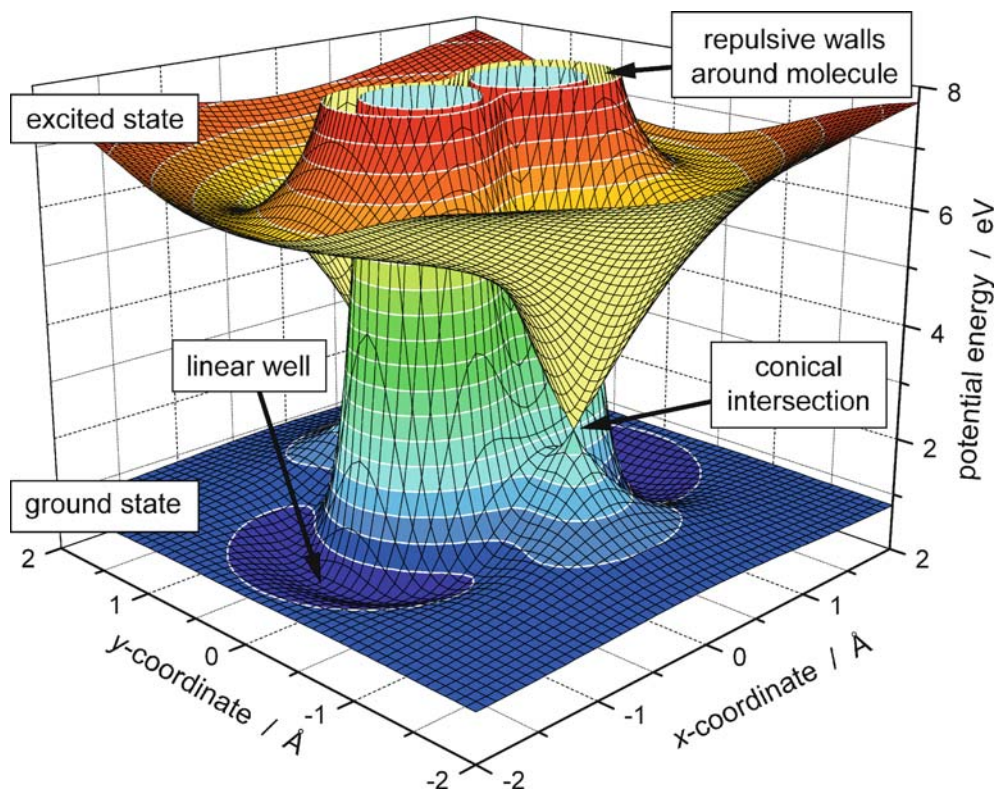 repulsive walls
around molecule
excited state
8
6
potential energy / eV
4
linear well
conical
intersection
2
ground state
2
2
1
1
y-coordinate / Å
0
0
x-coordinate / Å
-1
-1
-2
-2